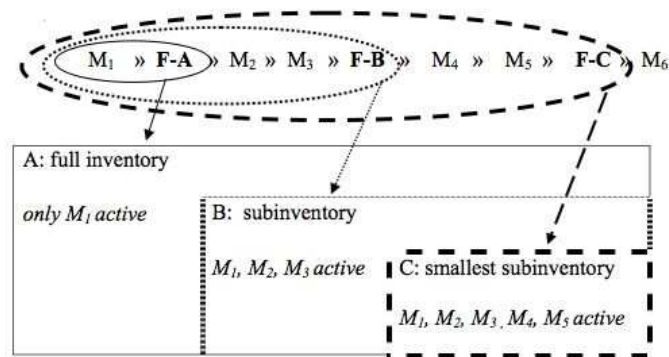 M₁ » F-A » M₂ » M₃ » F-B » M₄ » M₅ » F-C » M₆
A: full inventory
only M₁ active
B: subinventory
M₁, M₂, M₃ active
C: smallest subinventory
M₁, M₂, M₃, M₄, M₅ active